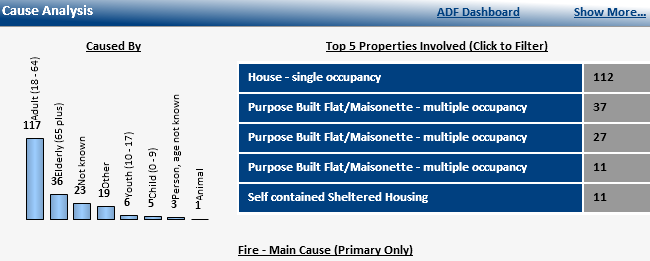 Cause Analysis
ADF Dashboard
Show More...
Caused By
Adult (18 - 64)
117
Elderly (65 plus)
36
Not known
23
Other
19
Youth (10 - 17)
6
Child (0 - 9)
5
Person, age not known
3
Animal
1
Top 5 Properties Involved (Click to Filter)
House - single occupancy 112
Purpose Built Flat/Maisonette - multiple occupancy 37
Purpose Built Flat/Maisonette - multiple occupancy 27
Purpose Built Flat/Maisonette - multiple occupancy 11
Self contained Sheltered Housing 11
Fire - Main Cause (Primary Only)